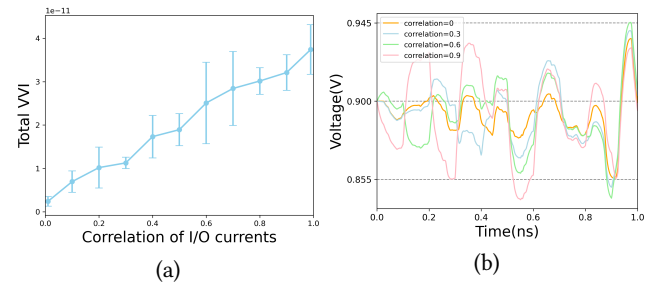 1e−11
Total VVI
4
3
2
1
0
0.0 0.2 0.4 0.6 0.8 1.0
Correlation of I/O currents
(a)
correlation=0
correlation=0.3
correlation=0.6
correlation=0.9
Voltage(V)
0.945
0.900
0.855
0.0 0.2 0.4 0.6 0.8 1.0
Time(ns)
(b)